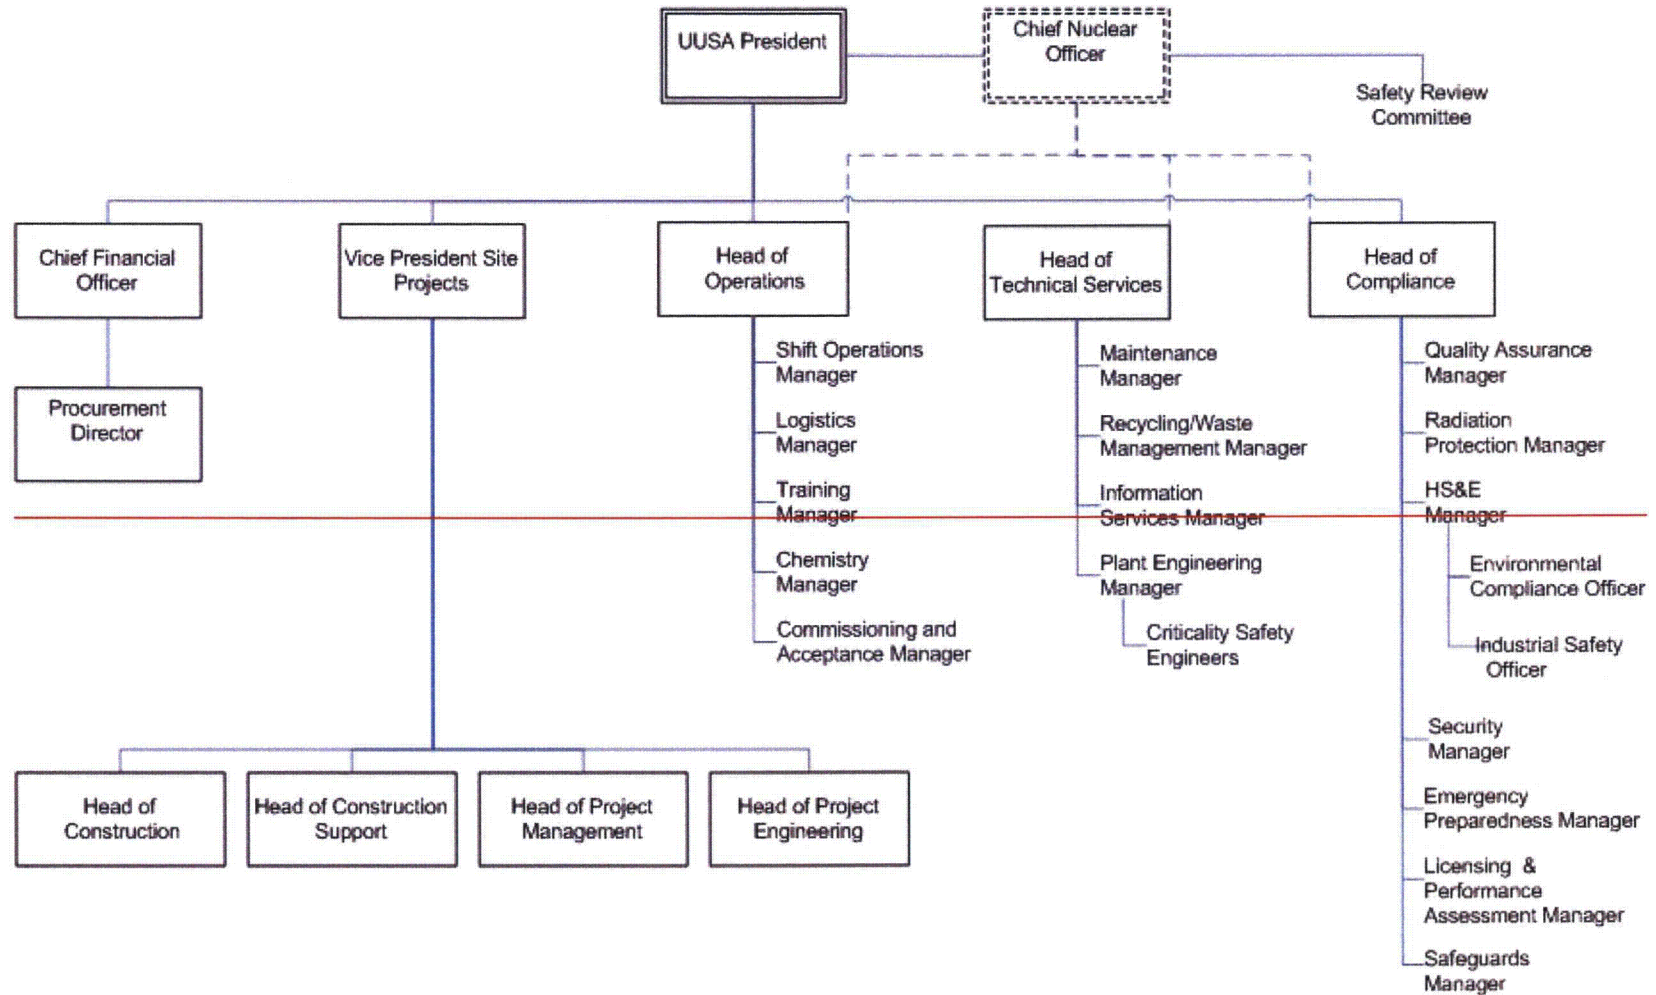 UUSA President
Chief Nuclear
Officer
Safety Review
Committee
Chief Financial
Officer
Vice President Site
Projects
Head of
Operations
Head of
Technical Services
Head of
Compliance
Procurement
Director
Shift Operations
Manager
Logistics
Manager
Training
Manager
Chemistry
Manager
Commissioning and
Acceptance Manager
Maintenance
Manager
Recycling/Waste
Management Manager
Information
Services Manager
Plant Engineering
Manager
Criticality Safety
Engineers
Quality Assurance
Manager
Radiation
Protection Manager
HS&E
Manager
Environmental
Compliance Officer
Industrial Safety
Officer
Security
Manager
Emergency
Preparedness Manager
Licensing &
Performance
Assessment Manager
Safeguards
Manager
Head of
Construction
Head of Construction
Support
Head of Project
Management
Head of Project
Engineering